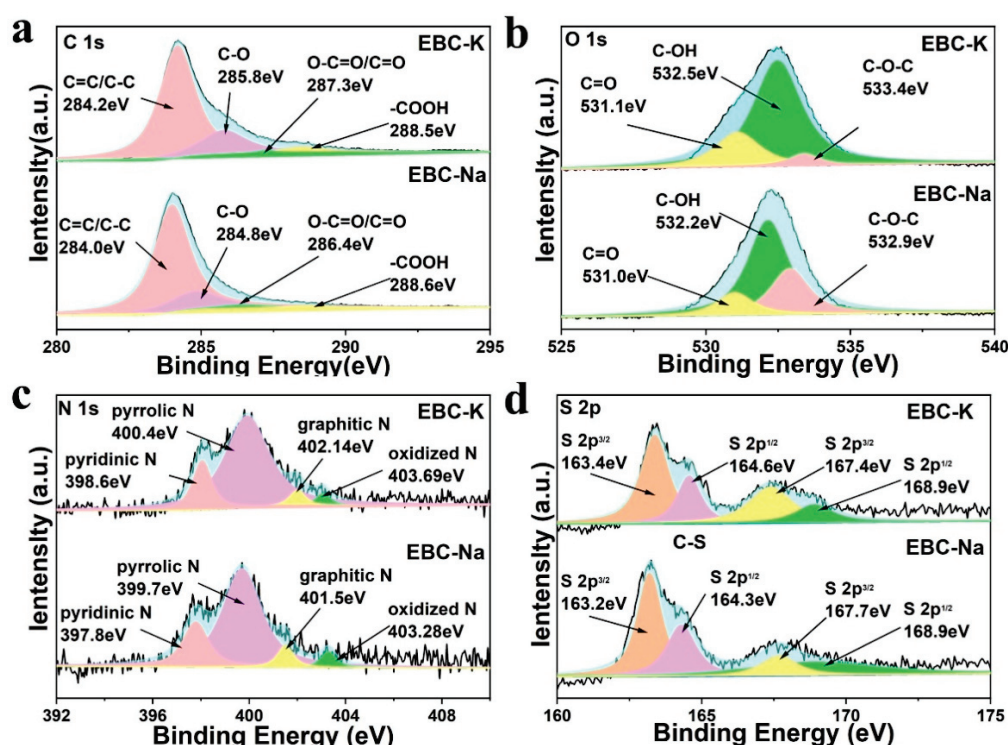 a
C 1s
EBC-K
C=C/C-C
284.2eV
C-O
285.8eV
O-C=O/C=O
287.3eV
-COOH
288.5eV
EBC-Na
C=C/C-C
284.0eV
C-O
284.8eV
O-C=O/C=O
286.4eV
-COOH
288.6eV
IentensIty(a.u.)
280 285 290 295
Binding Energy(eV)
b
O 1s
EBC-K
C=O
531.1eV
C-OH
532.5eV
C-O-C
533.4eV
EBC-Na
C=O
531.0eV
C-OH
532.2eV
C-O-C
532.9eV
IentensIty (a.u.)
525 530 535 540
Binding Energy (eV)
c
N 1s
EBC-K
pyridinic N
398.6eV
pyrrolic N
400.4eV
graphitic N
402.14eV
oxidized N
403.69eV
EBC-Na
pyridinic N
397.8eV
pyrrolic N
399.7eV
graphitic N
401.5eV
oxidized N
403.28eV
IentensIty (a.u.)
392 396 400 404 408
Binding Energy (eV)
d
S 2p
EBC-K
S 2p3/2
163.4eV
S 2p1/2
164.6eV
S 2p3/2
167.4eV
S 2p1/2
168.9eV
C-S
EBC-Na
S 2p3/2
163.2eV
S 2p1/2
164.3eV
S 2p3/2
167.7eV
S 2p1/2
168.9eV
IentensIty (a.u.)
160 165 170 175
Binding Energy (eV)